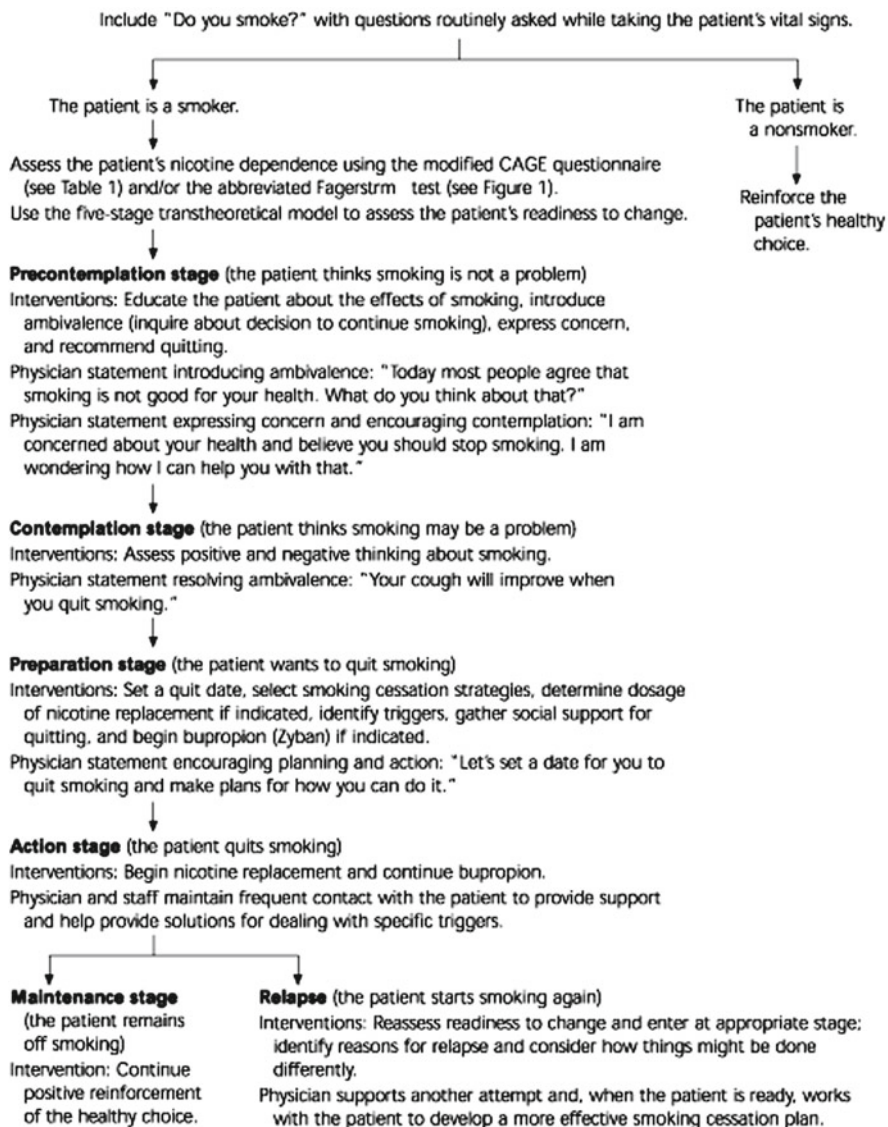 Include "Do you smoke?" with questions routinely asked while taking the patient's vital signs.
The patient is a smoker.
Assess the patient's nicotine dependence using the modified CAGE questionnaire
(see Table 1) and/or the abbreviated Fagerstrm test (see Figure 1).
Use the five-stage transtheoretical model to assess the patient's readiness to change.
The patient is
a nonsmoker.
Reinforce the
patient's healthy
choice.
Precontemplation stage (the patient thinks smoking is not a problem)
Interventions: Educate the patient about the effects of smoking, introduce
ambivalence (inquire about decision to continue smoking), express concern,
and recommend quitting.
Physician statement introducing ambivalence: "Today most people agree that
smoking is not good for your health. What do you think about that?"
Physician statement expressing concern and encouraging contemplation: "I am
concerned about your health and believe you should stop smoking. I am
wondering how I can help you with that."
Contemplation stage (the patient thinks smoking may be a problem)
Interventions: Assess positive and negative thinking about smoking.
Physician statement resolving ambivalence: "Your cough will improve when
you quit smoking."
Preparation stage (the patient wants to quit smoking)
Interventions: Set a quit date, select smoking cessation strategies, determine dosage
of nicotine replacement if indicated, identify triggers, gather social support for
quitting, and begin bupropion (Zyban) if indicated.
Physician statement encouraging planning and action: "Let's set a date for you to
quit smoking and make plans for how you can do it."
Action stage (the patient quits smoking)
Interventions: Begin nicotine replacement and continue bupropion.
Physician and staff maintain frequent contact with the patient to provide support
and help provide solutions for dealing with specific triggers.
Maintenance stage
(the patient remains
off smoking)
Intervention: Continue
positive reinforcement
of the healthy choice.
Relapse (the patient starts smoking again)
Interventions: Reassess readiness to change and enter at appropriate stage;
identify reasons for relapse and consider how things might be done
differently.
Physician supports another attempt and, when the patient is ready, works
with the patient to develop a more effective smoking cessation plan.